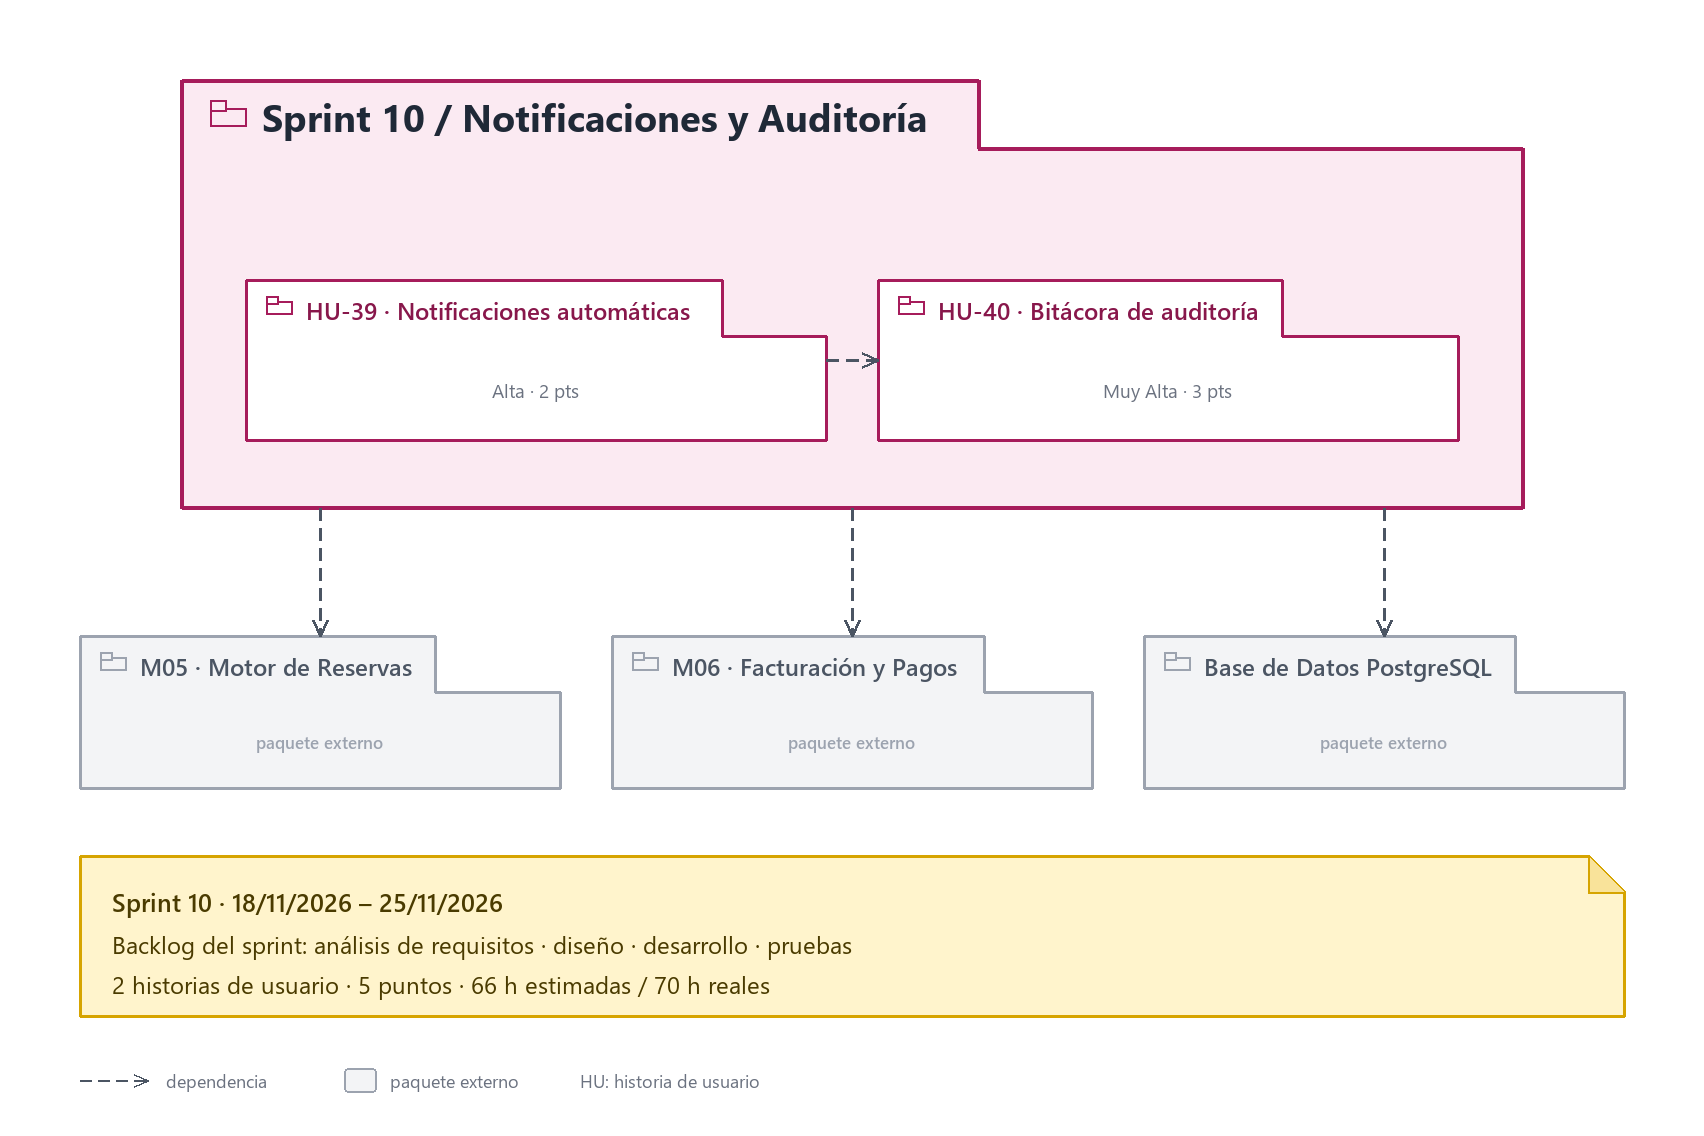 Sprint 10 / Notificaciones y Auditoría
HU-39 · Notificaciones automáticas
Alta · 2 pts
HU-40 · Bitácora de auditoría
Muy Alta · 3 pts
M05 · Motor de Reservas
paquete externo
M06 · Facturación y Pagos
paquete externo
Base de Datos PostgreSQL
paquete externo
Sprint 10 · 18/11/2026 – 25/11/2026
Backlog del sprint: análisis de requisitos · diseño · desarrollo · pruebas
2 historias de usuario · 5 puntos · 66 h estimadas / 70 h reales
dependencia
paquete externo
HU: historia de usuario